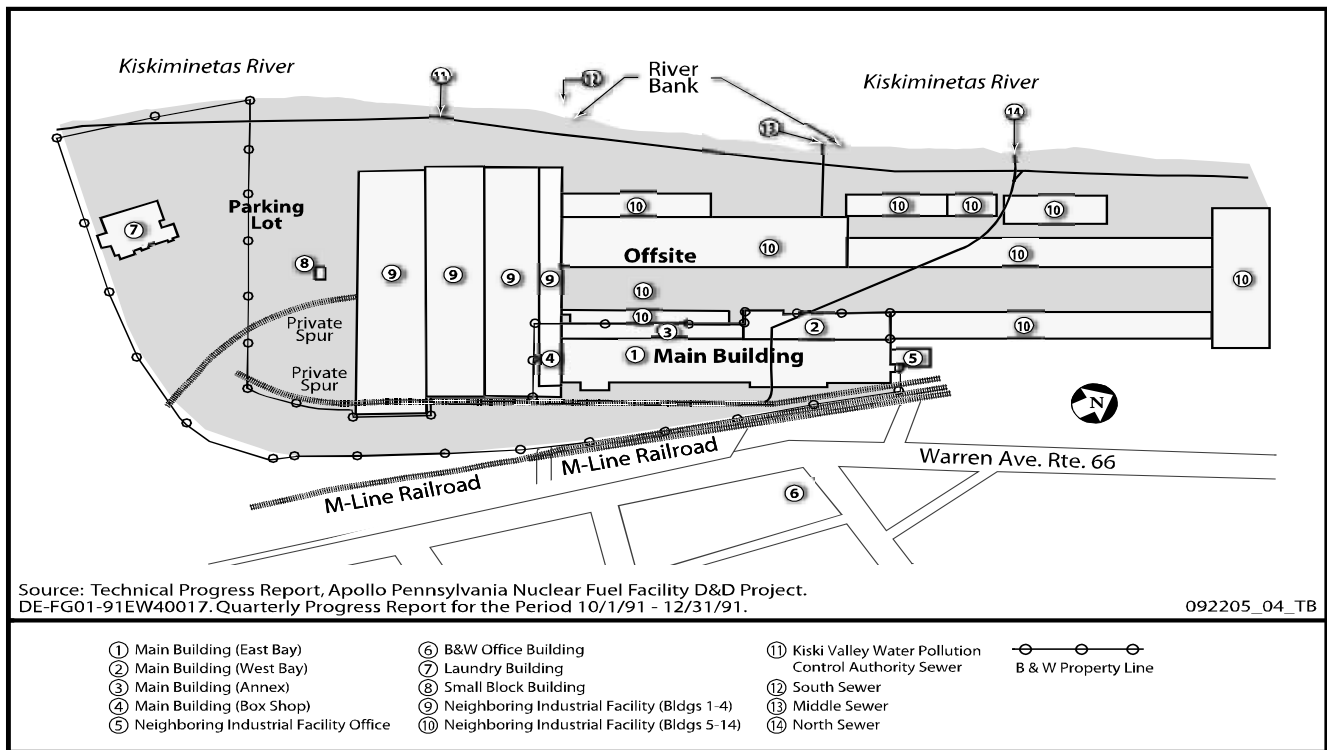 Kiskiminetas River
11
12
River
Bank
Kiskiminetas River
13
14
7
Parking
Lot
8
9
9
9
9
10
10
10
10
10
Offsite
10
10
10
10
10
Private
Spur
3
2
10
Private
Spur
4
1
Main Building
5
N
M-Line Railroad
M-Line Railroad
Warren Ave. Rte. 66
6
Source: Technical Progress Report, Apollo Pennsylvania Nuclear Fuel Facility D&D Project.
DE-FG01-91EW40017. Quarterly Progress Report for the Period 10/1/91 - 12/31/91.
092205_04_TB
1 Main Building (East Bay)
2 Main Building (West Bay)
3 Main Building (Annex)
4 Main Building (Box Shop)
5 Neighboring Industrial Facility Office
6 B&W Office Building
7 Laundry Building
8 Small Block Building
9 Neighboring Industrial Facility (Bldgs 1-4)
10 Neighboring Industrial Facility (Bldgs 5-14)
11 Kiski Valley Water Pollution
Control Authority Sewer
12 South Sewer
13 Middle Sewer
14 North Sewer
B & W Property Line